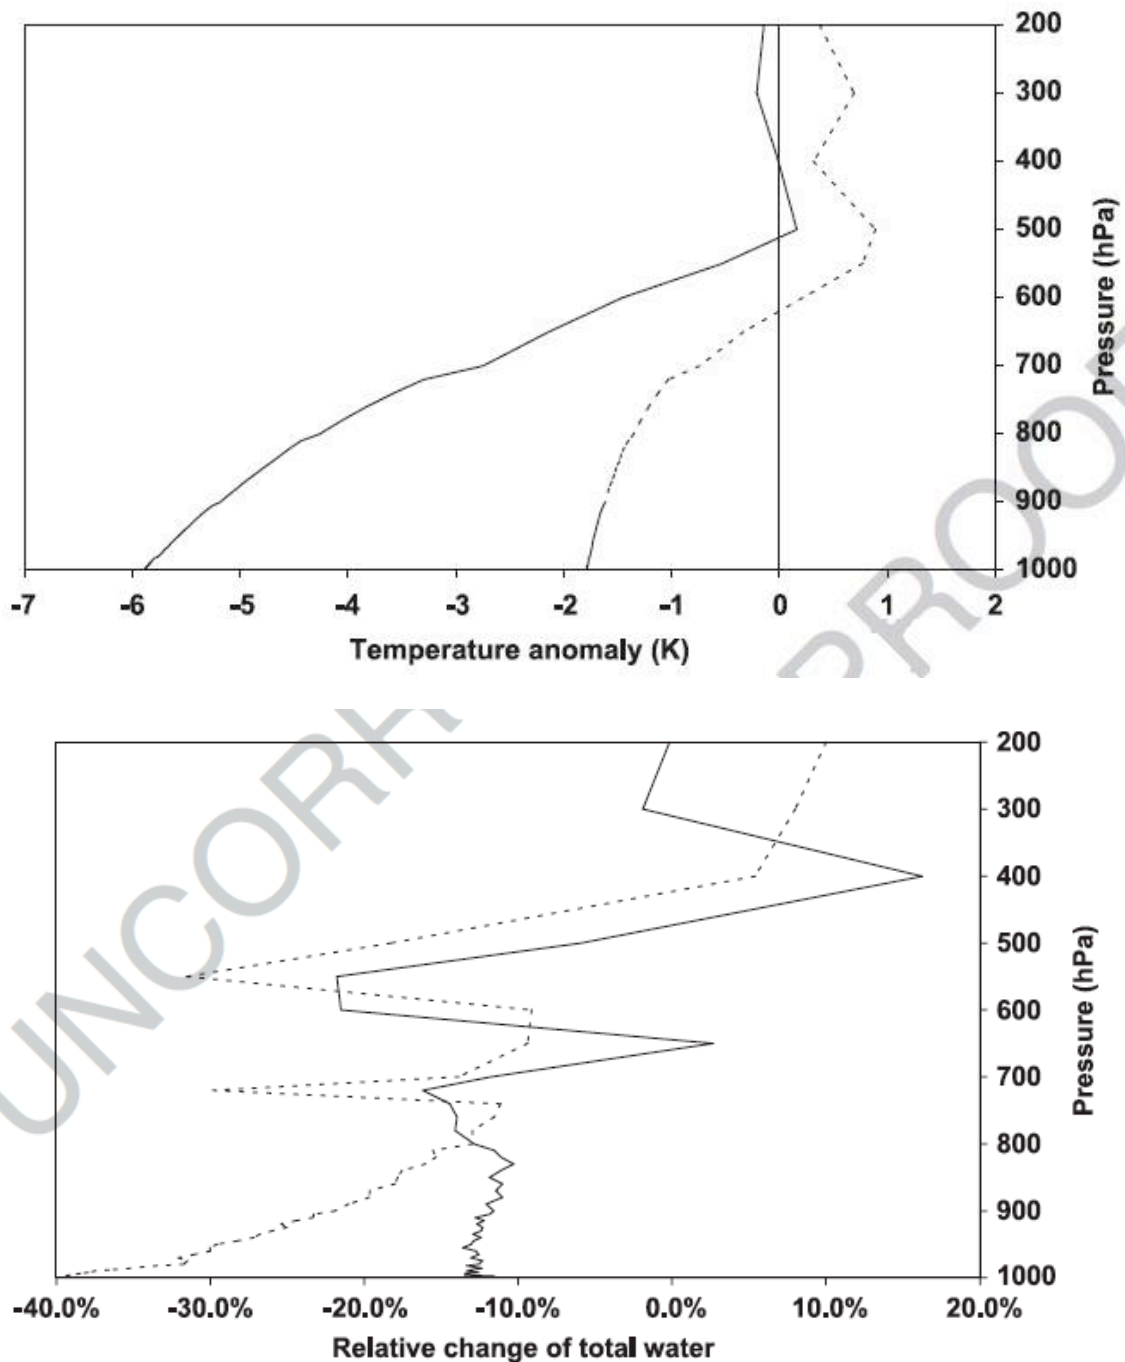 200
300
400
500
600
700
800
900
1000
Pressure (hPa)
-7 -6 -5 -4 -3 -2 -1 0 1 2
Temperature anomaly (K)
UNCORR
PROO
200
300
400
500
600
700
800
900
1000
Pressure (hPa)
-40.0% -30.0% -20.0% -10.0% 0.0% 10.0% 20.0%
Relative change of total water